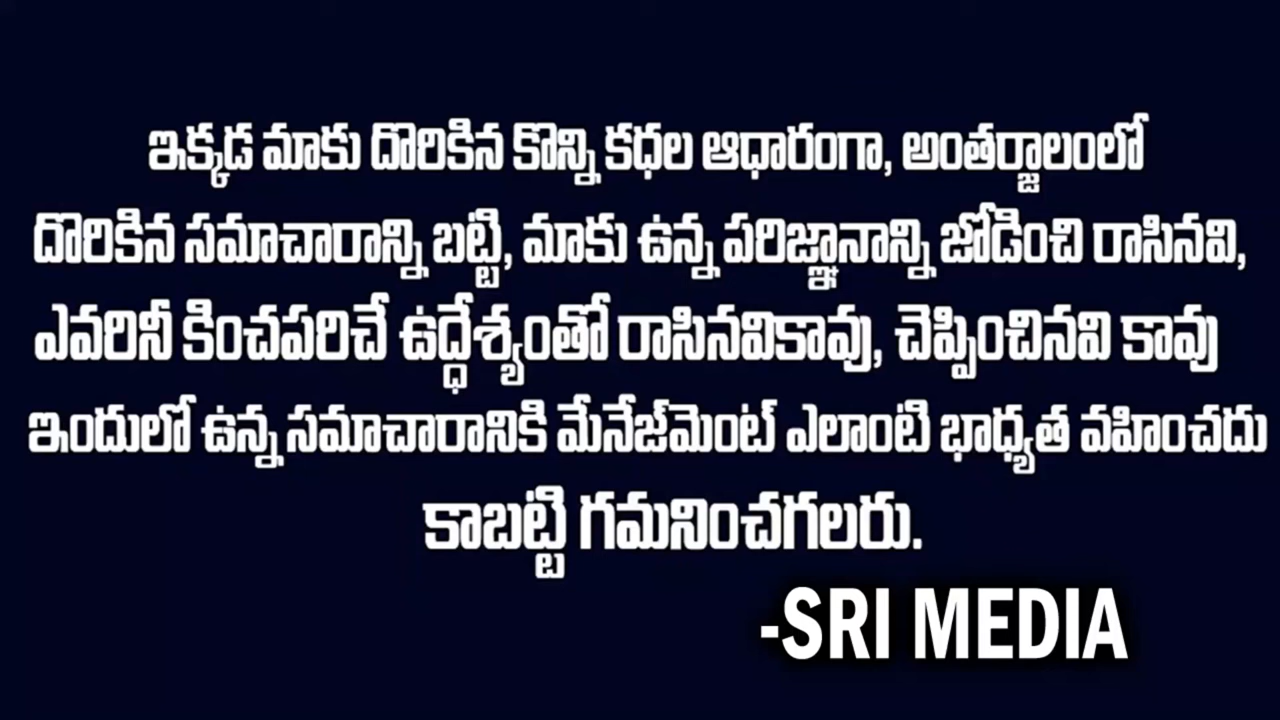 ఇక్కడ మాకు దొరికిన కొన్ని కధల ఆధారంగా, అంతర్జాలంలో
దొరికిన సమాచారాన్ని బట్టి, మాకు ఉన్న పరిజ్ఞానాన్ని జోడించి రాసినవి,
ఎవరినీ కించపరిచే ఉద్ధేశ్యంతో రాసినవికావు, చెప్పించినవి కావు
ఇందులో ఉన్న సమాచారానికి మేనేజ్‌మెంట్ ఎలాంటి భాధ్యత వహించదు
కాబట్టి గమనించగలరు.
-SRI MEDIA